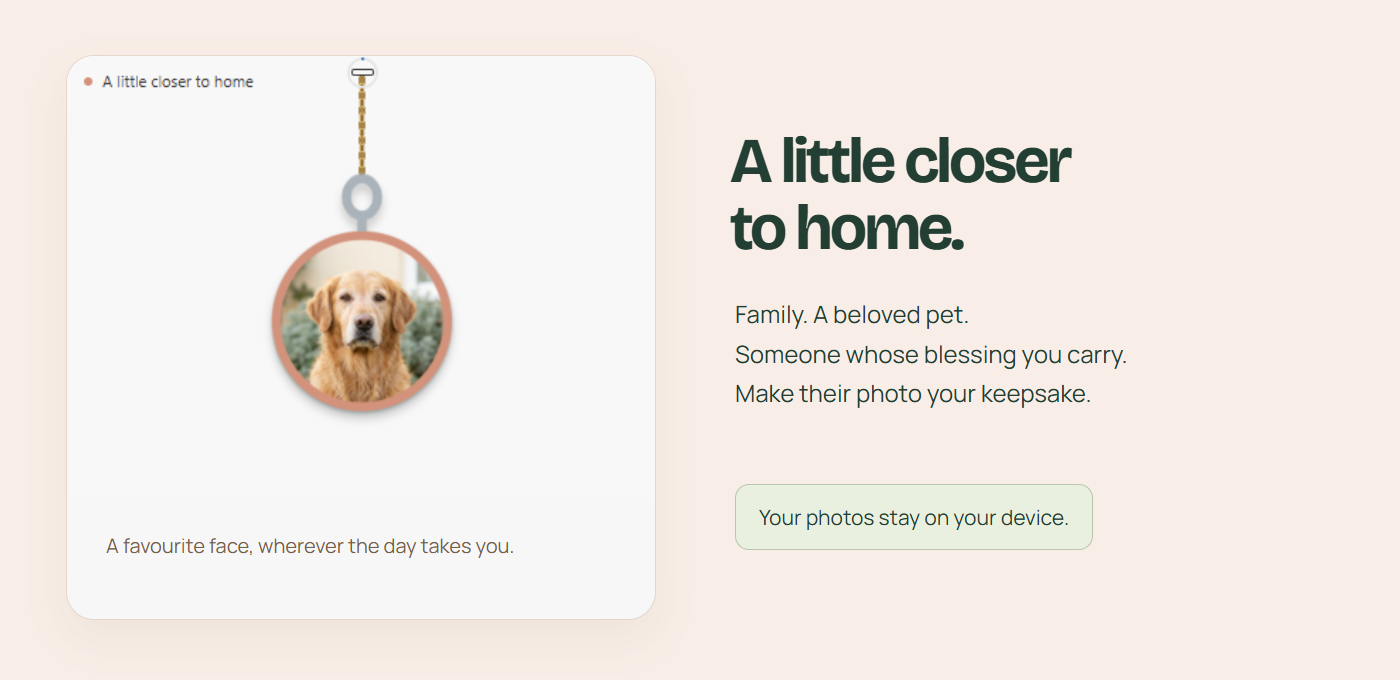 A little closer to home
A favourite face, wherever the day takes you.
A little closer
to home.
Family. A beloved pet.
Someone whose blessing you carry.
Make their photo your keepsake.
Your photos stay on your device.